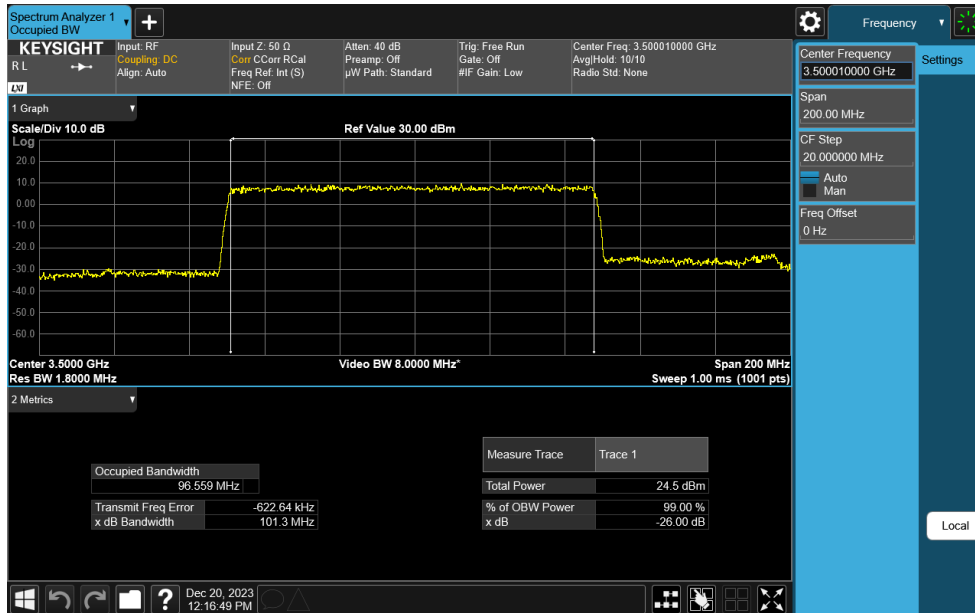 Spectrum Analyzer 1
Occupied BW
Frequency
KEYSIGHT
R L
LXI
Input: RF
Coupling: DC
Align: Auto
Input Z: 50 Ω
Corr CCorr RCal
Freq Ref: Int (S)
NFE: Off
Atten: 40 dB
Preamp: Off
µW Path: Standard
Trig: Free Run
Gate: Off
#IF Gain: Low
Center Freq: 3.500010000 GHz
Avg|Hold: 10/10
Radio Std: None
Center Frequency
3.500010000 GHz
Settings
Span
200.00 MHz
CF Step
20.000000 MHz
Auto
Man
Freq Offset
0 Hz
Local
1 Graph
Scale/Div 10.0 dB
Ref Value 30.00 dBm
Log
20.0
10.0
0.00
-10.0
-20.0
-30.0
-40.0
-50.0
-60.0
Center 3.5000 GHz
Video BW 8.0000 MHz*
Span 200 MHz
Res BW 1.8000 MHz
Sweep 1.00 ms (1001 pts)
2 Metrics
Measure Trace
Trace 1
Occupied Bandwidth
96.559 MHz
Total Power
24.5 dBm
Transmit Freq Error
-622.64 kHz
% of OBW Power
99.00 %
x dB Bandwidth
101.3 MHz
x dB
-26.00 dB
?
Dec 20, 2023
12:16:49 PM